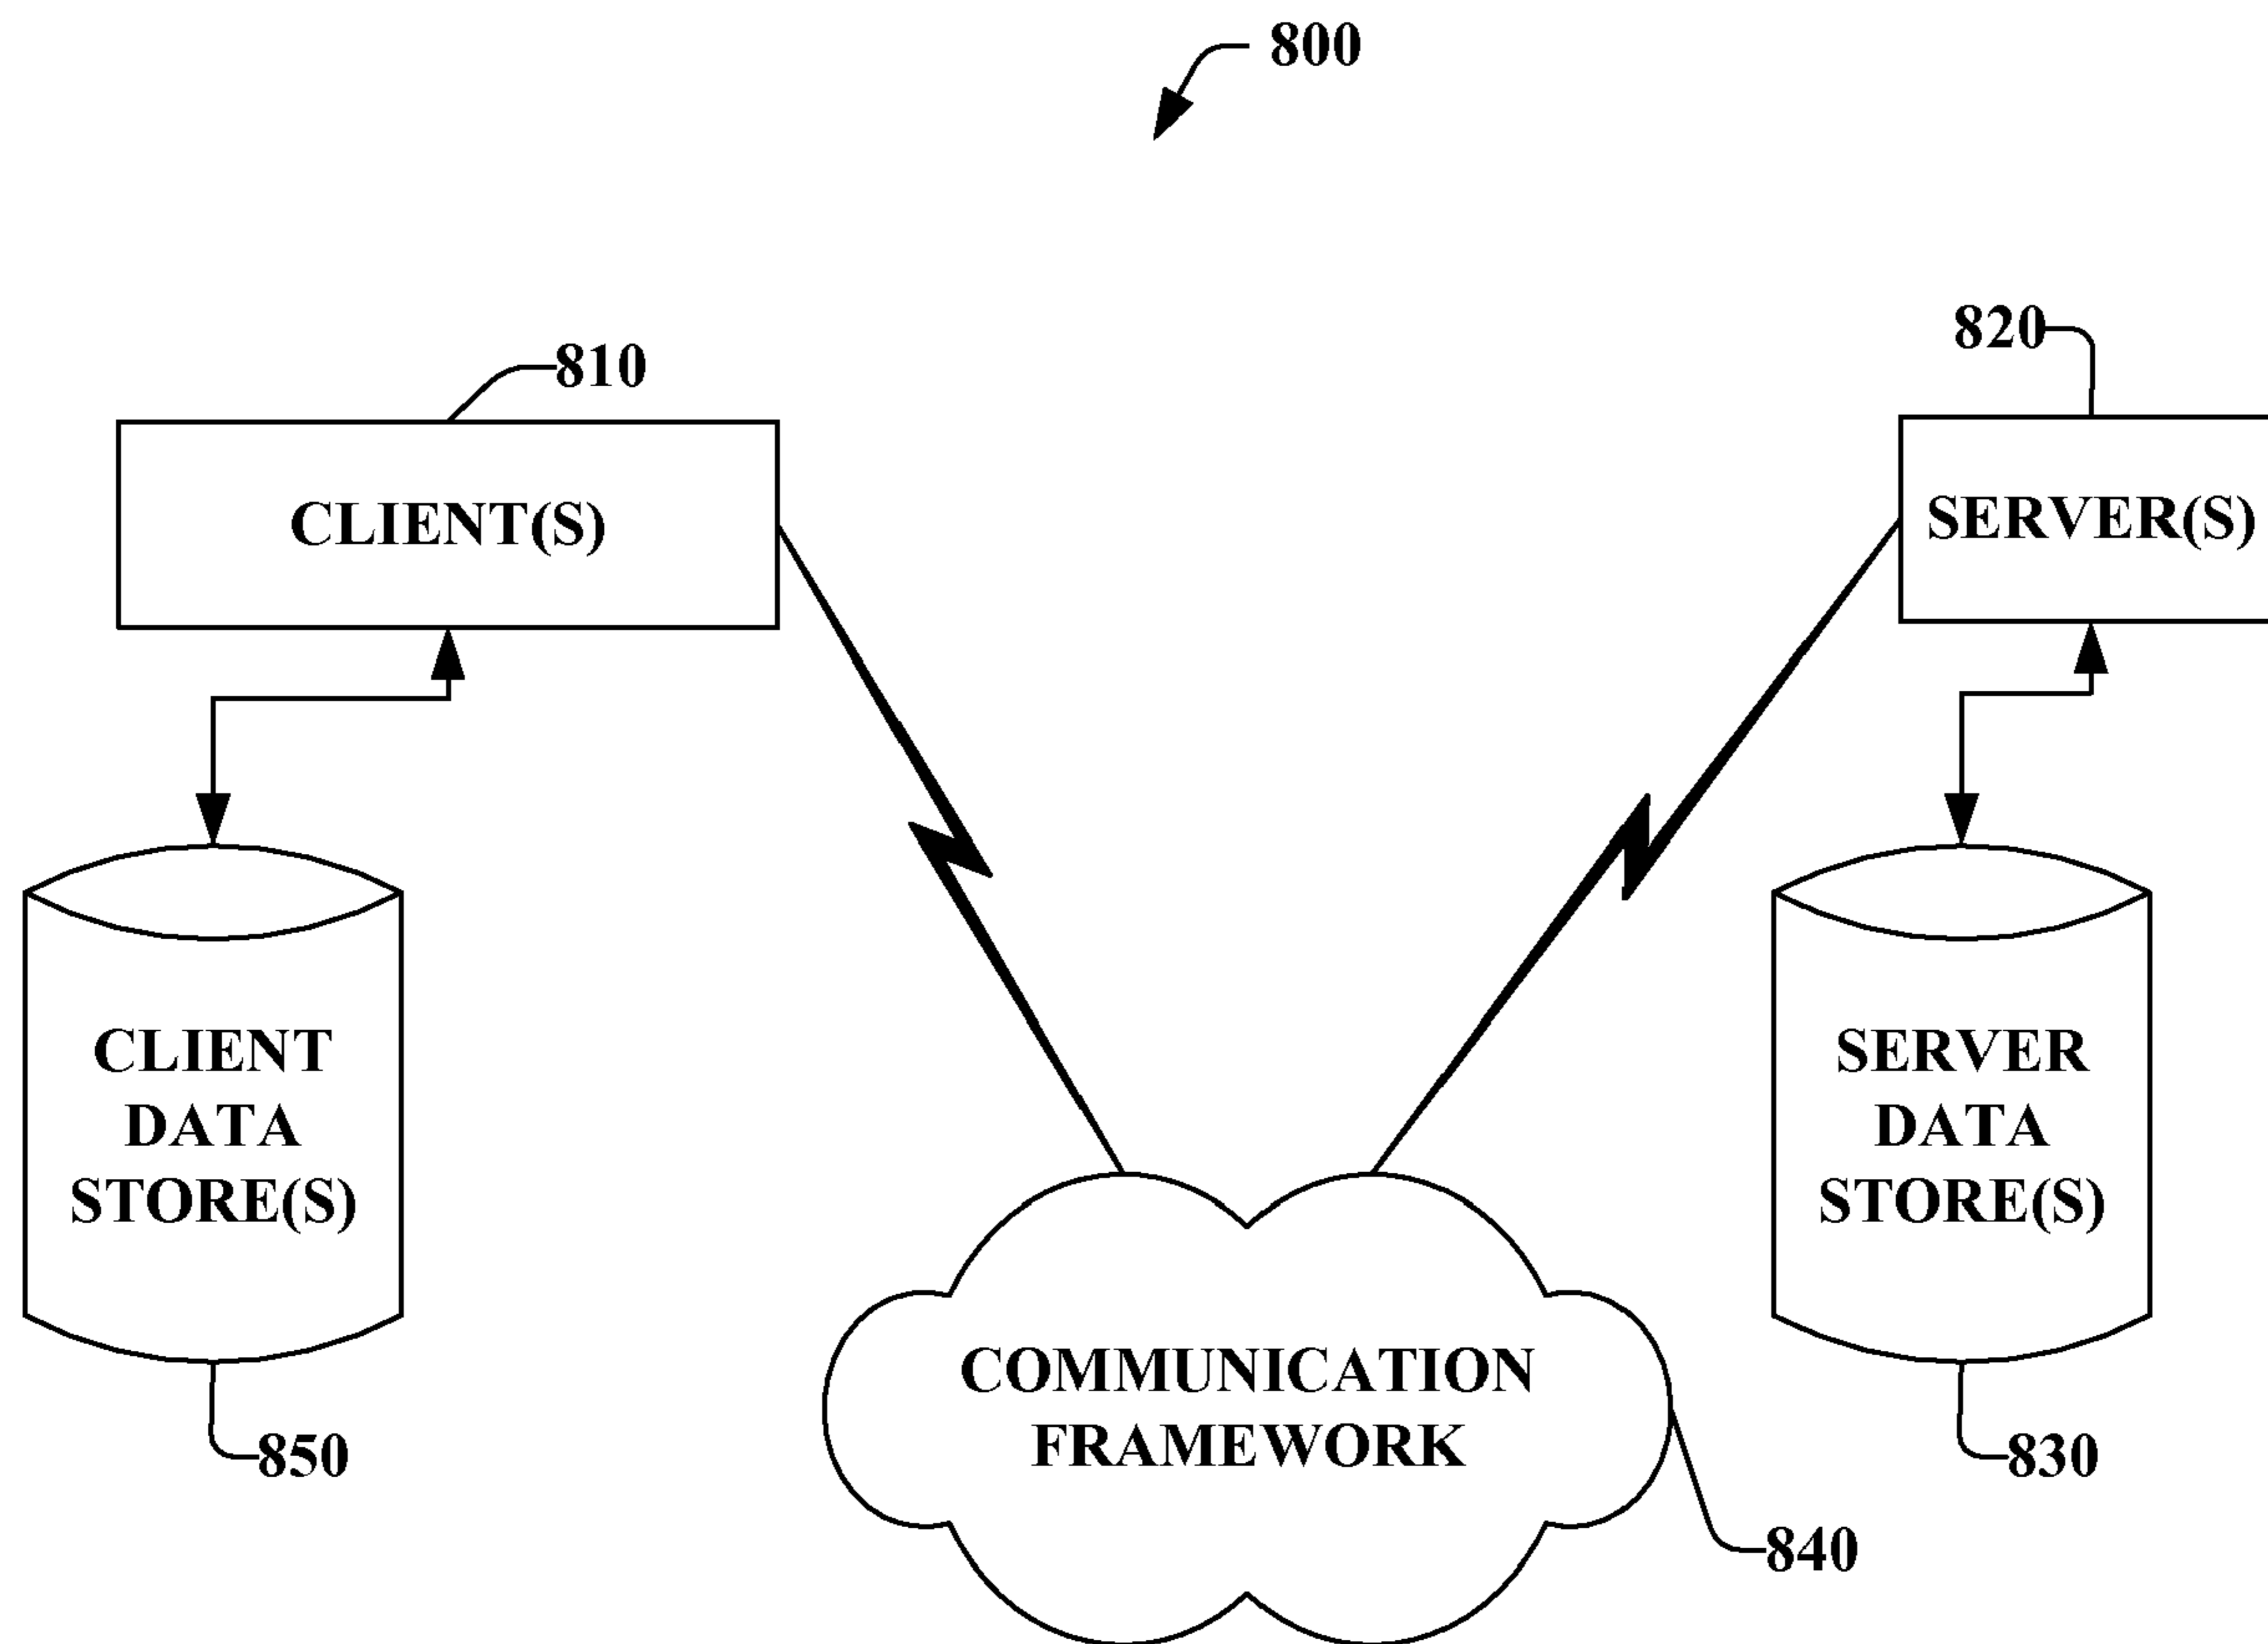 800
810
820
CLIENT(S)
SERVER(S)
CLIENT
DATA
STORE(S)
SERVER
DATA
STORE(S)
COMMUNICATION
FRAMEWORK
850
830
840